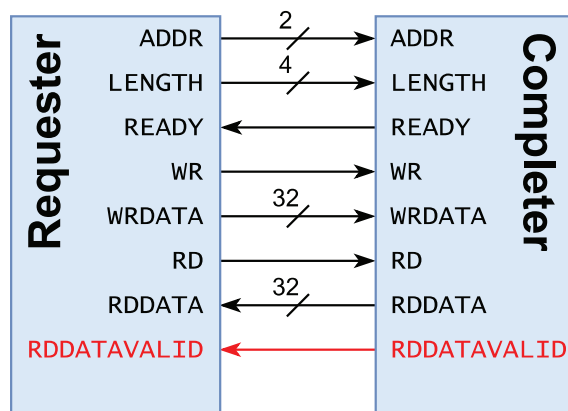 Requester
Completer
ADDR 2 ADDR
LENGTH 4 LENGTH
READY READY
WR WR
WRDATA 32 WRDATA
RD RD
RDDATA 32 RDDATA
RDDATAVALID RDDATAVALID